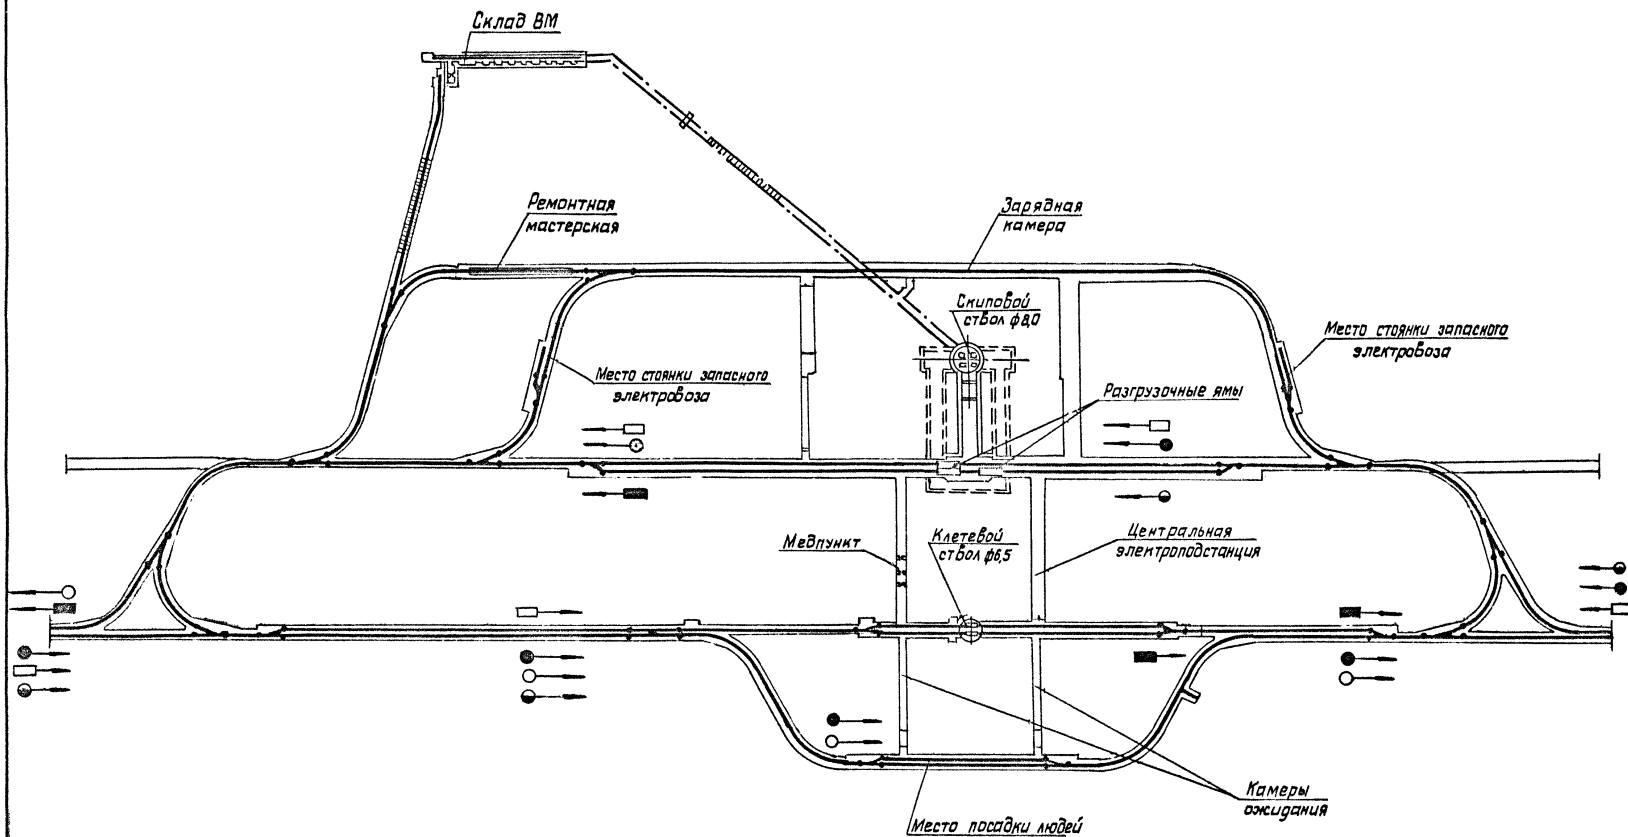 Склад ВМ
Ремонтная
мастерская
Зарядная
камера
Скиповой
ствол ф8,0
Место стоянки запасного
электровоза
Место стоянки запасного
электровоза
Разгрузочные ямы
Медпункт
Клетевой
ствол ф6,5
Центральная
электроподстанция
Камеры
ожидания
Место посадки людей